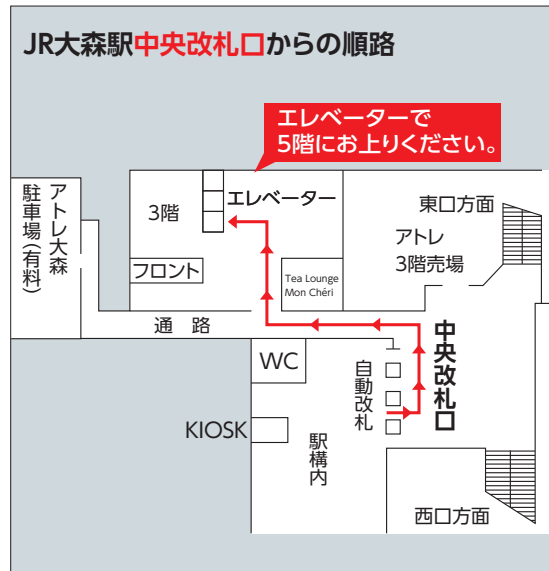 JR大森駅中央改札口からの順路
エレベーターで
5階にお上りください。
アトレ大森
駐車場(有料)
3階
エレベーター
東口方面
アトレ
3階売場
フロント
Tea Lounge
Mon Chéri
通 路
中央改札口
WC
自動改札
KIOSK
駅構内
西口方面